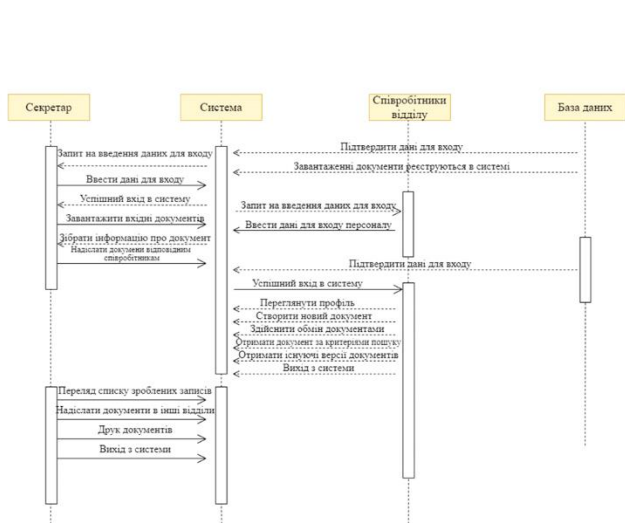 Секретар
Система
Співробітники
відділу
База даних
Підтвердити дані для входу
Запит на введення даних для входу
Завантаженні документи реєструються в системі
Ввести дані для входу
Успішний вхід в систему
Запит на введення даних для входу
Завантажити вхідні документів
Ввести дані для входу персоналу
Зібрати інформацію про документ
Надіслати докумени відповідним
співробітникам
Підтвердити дані для входу
Успішний вхід в систему
Переглянути профіль
Створити новий документ
Здійснити обмін документами
Отримати документ за критеріями пошуку
Отримати існуючі версії документів
Вихід з системи
Переляд списку зроблених записів
Надіслати документи в інші відділи
Друк документів
Вихід з системи